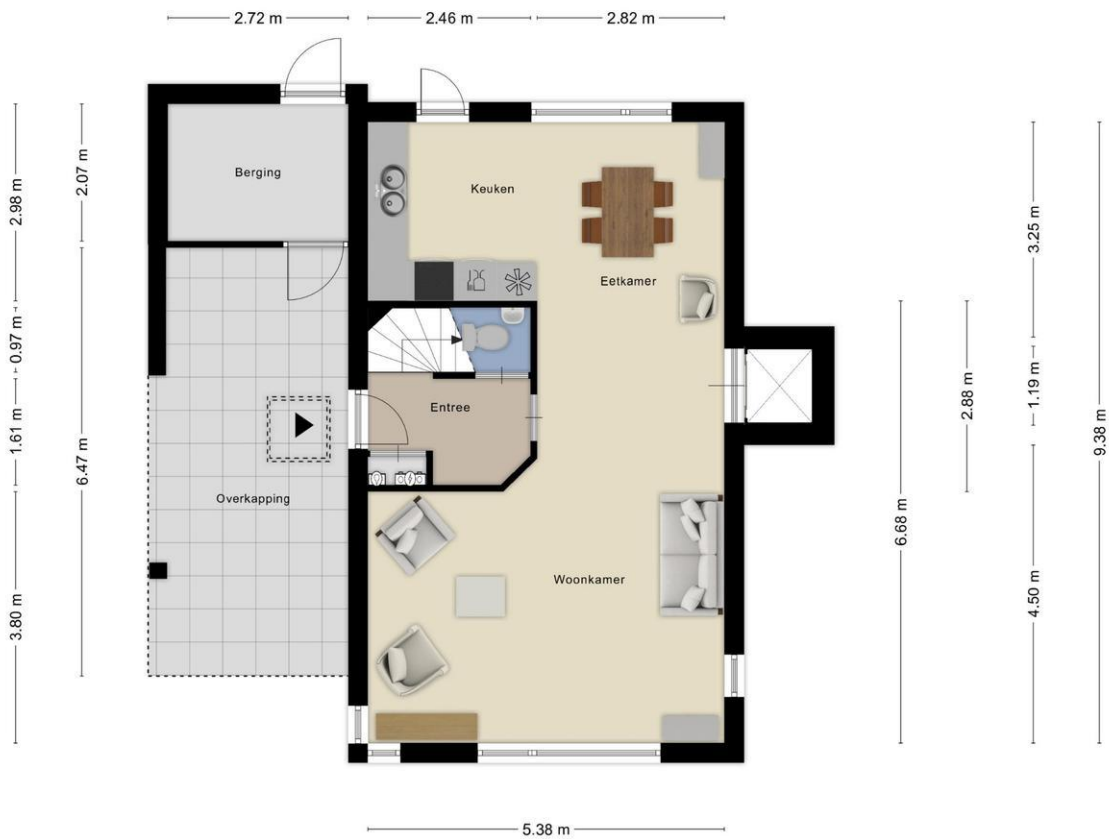 2.72 m
2.46 m
2.82 m
2.98 m
0.97 m
1.61 m
3.80 m
2.07 m
6.47 m
Berging
Keuken
Eetkamer
Entree
Overkapping
Woonkamer
6.68 m
2.88 m
3.25 m
1.19 m
4.50 m
9.38 m
5.38 m